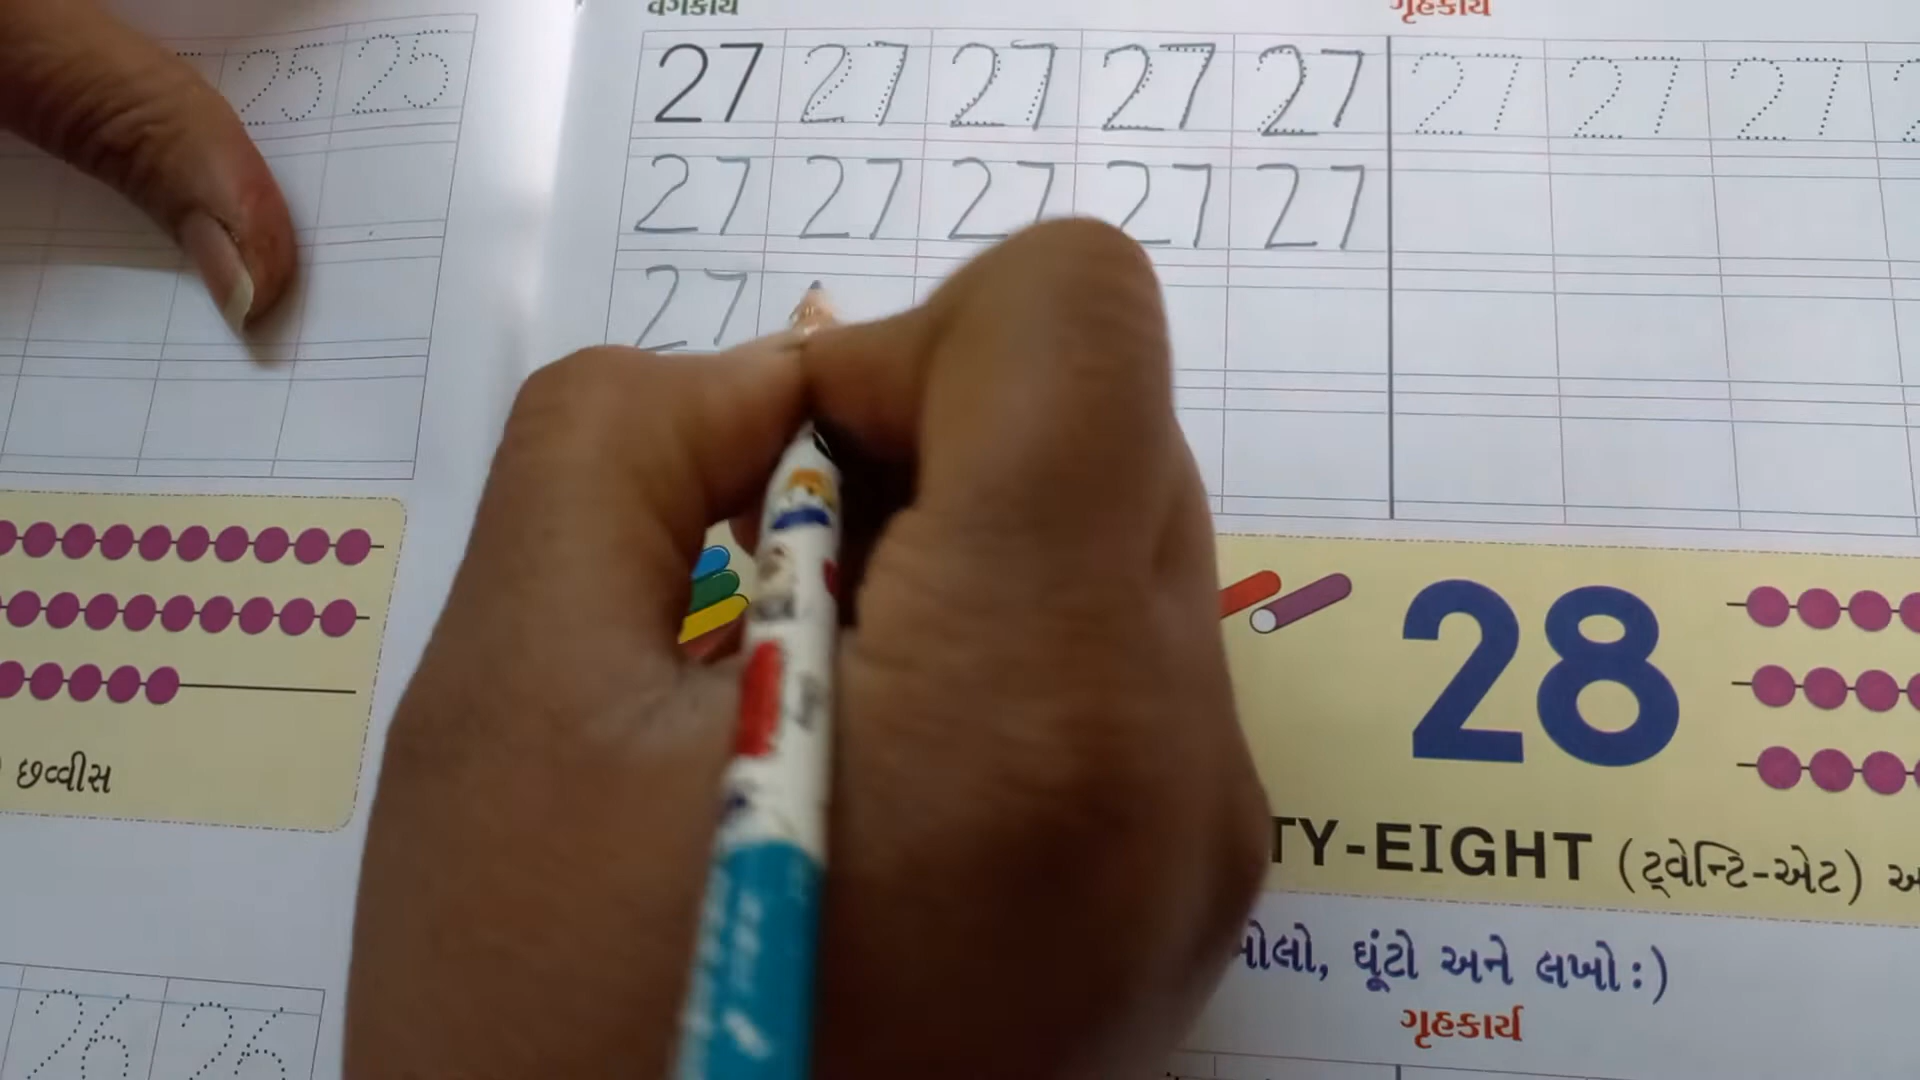 25 25
વર્ગકાર્ય ગૃહકાર્ય
27 27 27 27 27 27 27 27
27 27 27 27 27
27
28
છવ્વીસ
TY-EIGHT (ટ્વેન્ટિ-એટ)
ઘૂંટો અને લખો:)
ગૃહકાર્ય
26 26